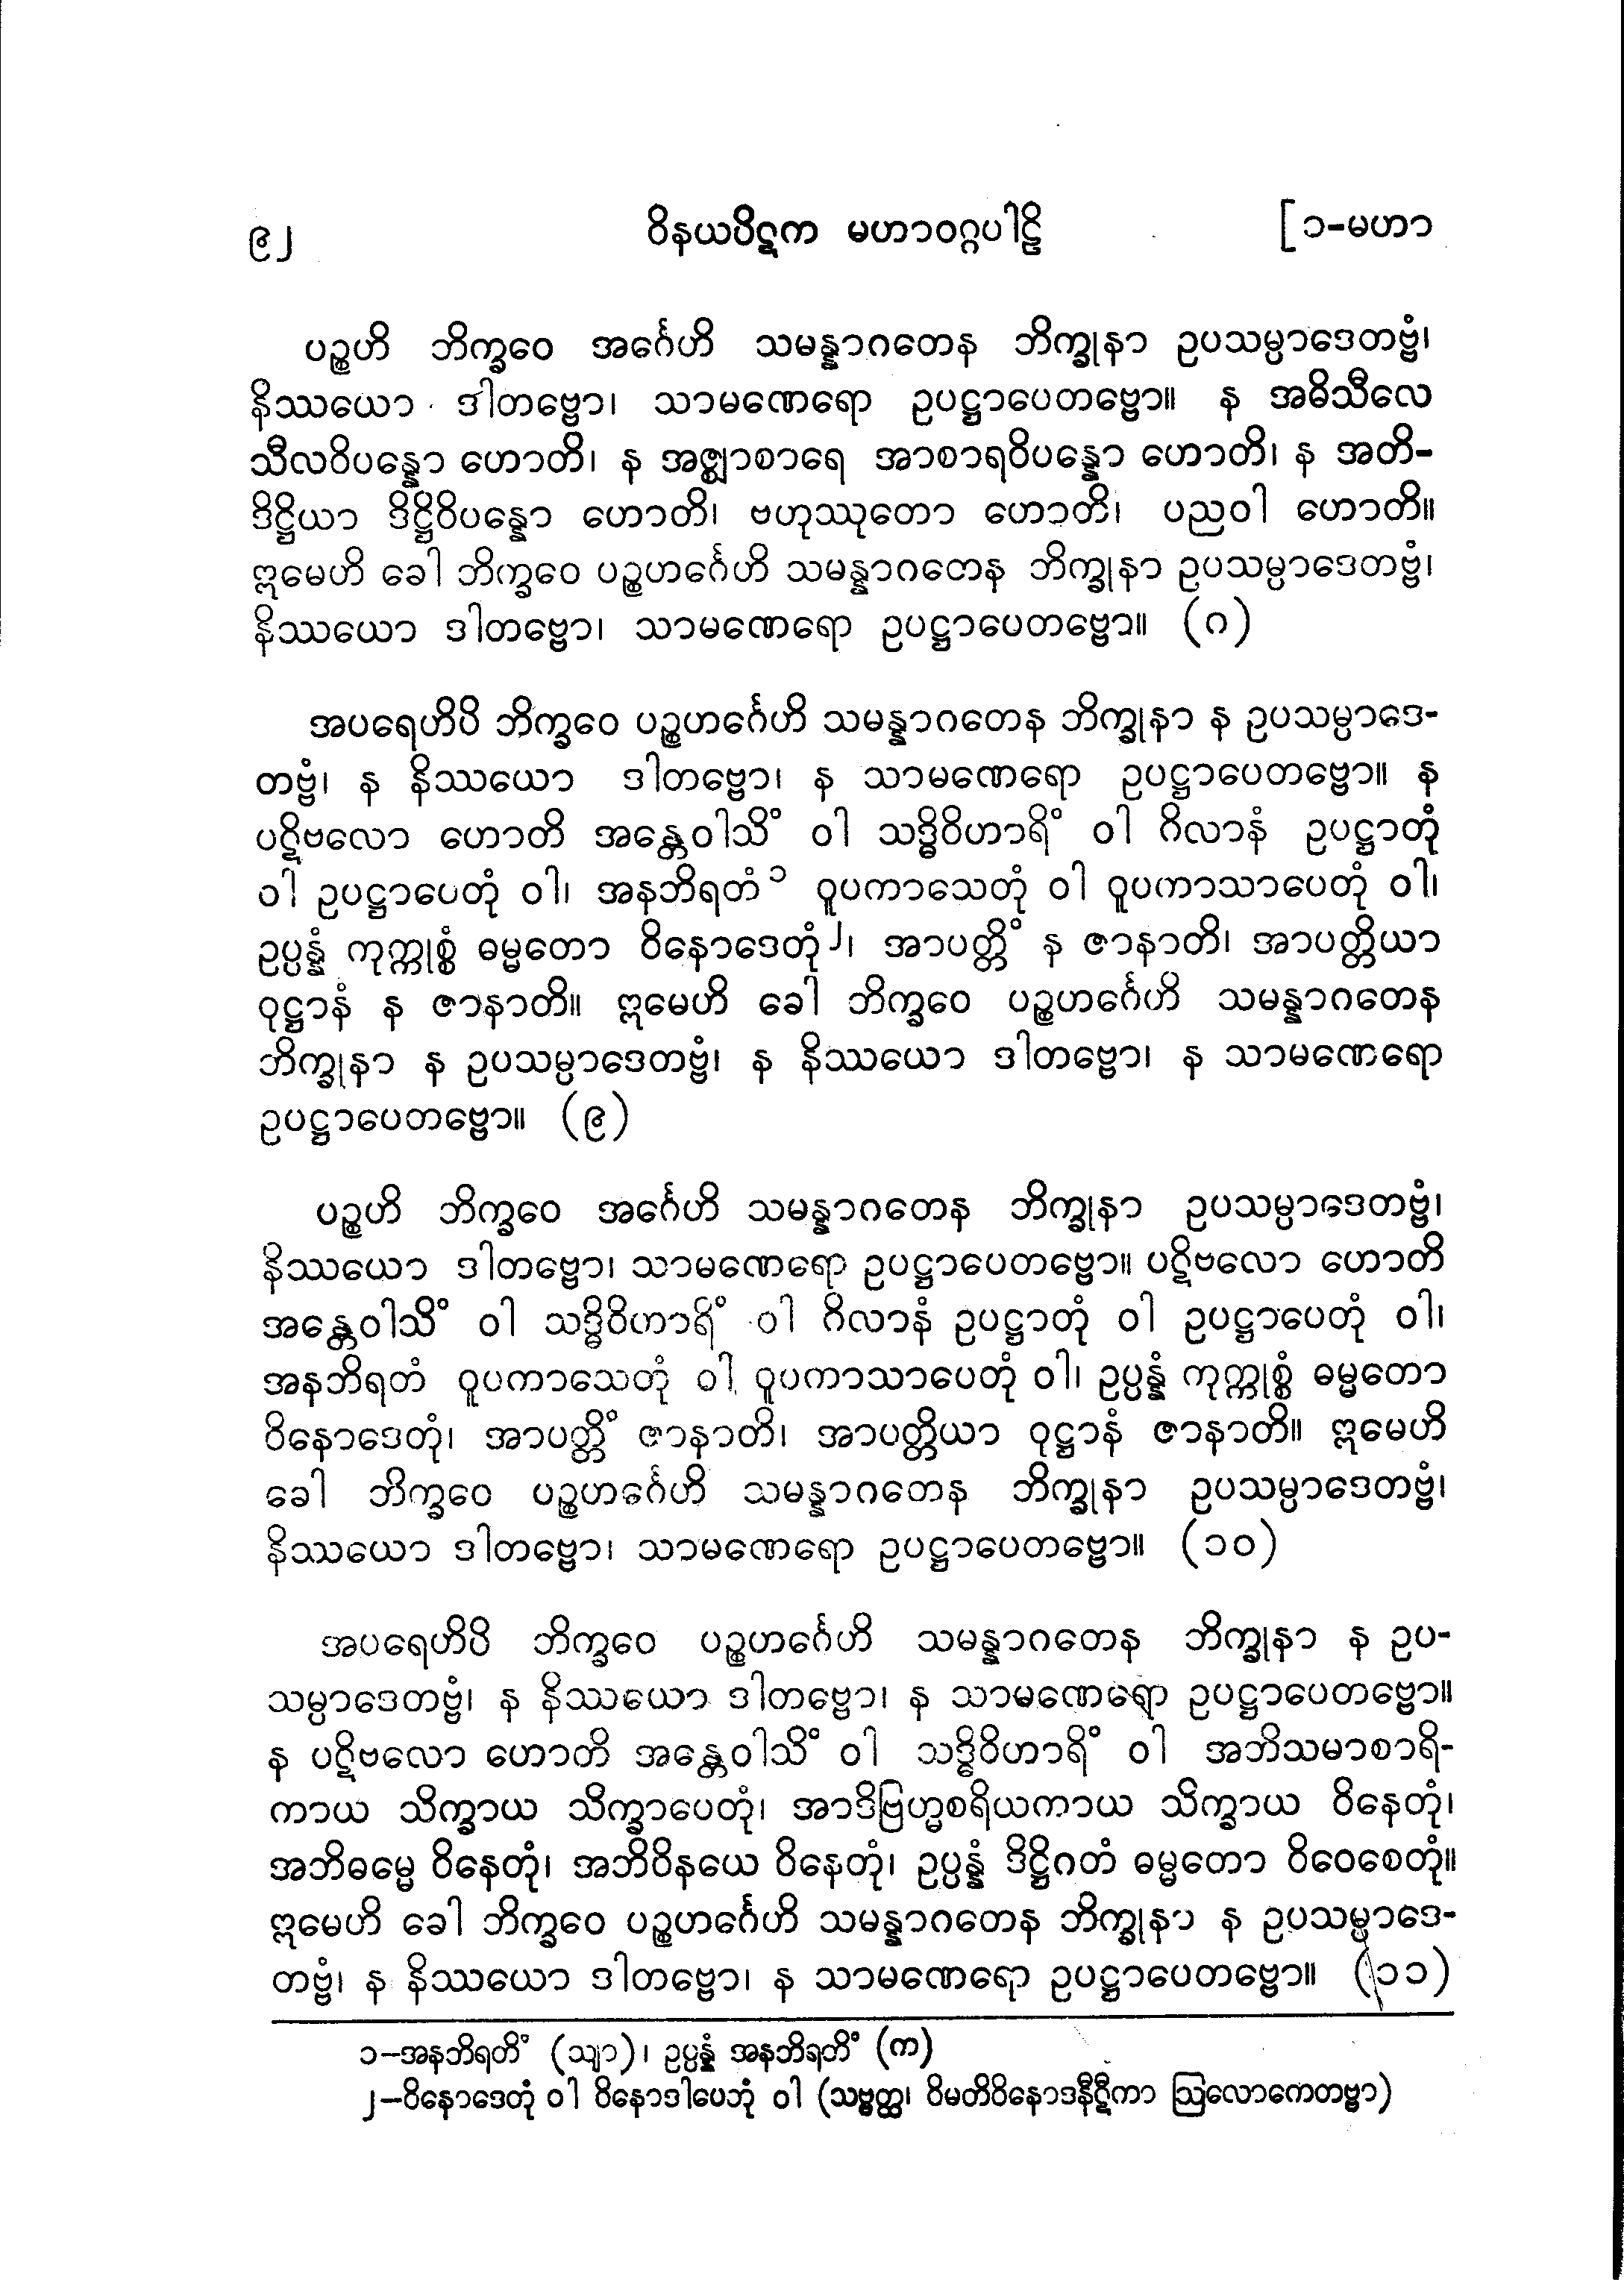 ၉၂ ဝိနယပိဋက မဟာဝဂ္ဂပါဠိ [၁-မဟာ
ပဉ္စဟိ ဘိက္ခဝေ အင်္ဂေဟိ သမန္နာဂတေန ဘိက္ခုနာ ဥပသမ္ပာဒေတဗ္ဗံ၊
နိဿယော ဒါတဗ္ဗော၊ သာမဏေရော ဥပဋ္ဌာပေတဗ္ဗော။ န အဓိသီလေ
သီလဝိပန္နော ဟောတိ၊ န အဇ္ဈာစာရေ အာစာရဝိပန္နော ဟောတိ၊ န အတိ-
ဒိဋ္ဌိယာ ဒိဋ္ဌိဝိပန္နော ဟောတိ၊ ဗဟုဿုတော ဟောတိ၊ ပညဝါ ဟောတိ။
ဣမေဟိ ခေါ ဘိက္ခဝေ ပဉ္စဟင်္ဂေဟိ သမန္နာဂတေန ဘိက္ခုနာ ဥပသမ္ပာဒေတဗ္ဗံ၊
နိဿယော ဒါတဗ္ဗော၊ သာမဏေရော ဥပဋ္ဌာပေတဗ္ဗော။ (၈)
အပရေဟိပိ ဘိက္ခဝေ ပဉ္စဟင်္ဂေဟိ သမန္နာဂတေန ဘိက္ခုနာ န ဥပသမ္ပာဒေ-
တဗ္ဗံ၊ န နိဿယော ဒါတဗ္ဗော၊ န သာမဏေရော ဥပဋ္ဌာပေတဗ္ဗော။ န
ပဋိဗလော ဟောတိ အန္တေဝါသိံ ဝါ သဒ္ဓိဝိဟာရိံ ဝါ ဂိလာနံ ဥပဋ္ဌာတုံ
ဝါ ဥပဋ္ဌာပေတုံ ဝါ၊ အနဘိရတံ၁ ဝူပကာသေတုံ ဝါ ဝူပကာသာပေတုံ ဝါ၊
ဥပ္ပန္နံ ကုက္ကုစ္စံ ဓမ္မတော ဝိနောဒေတုံ၂၊ အာပတ္တိံ န ဇာနာတိ၊ အာပတ္တိယာ
ဝုဋ္ဌာနံ န ဇာနာတိ။ ဣမေဟိ ခေါ ဘိက္ခဝေ ပဉ္စဟင်္ဂေဟိ သမန္နာဂတေန
ဘိက္ခုနာ န ဥပသမ္ပာဒေတဗ္ဗံ၊ န နိဿယော ဒါတဗ္ဗော၊ န သာမဏေရော
ဥပဋ္ဌာပေတဗ္ဗော။ (၉)
ပဉ္စဟိ ဘိက္ခဝေ အင်္ဂေဟိ သမန္နာဂတေန ဘိက္ခုနာ ဥပသမ္ပာဒေတဗ္ဗံ၊
နိဿယော ဒါတဗ္ဗော၊ သာမဏေရော ဥပဋ္ဌာပေတဗ္ဗော။ ပဋိဗလော ဟောတိ
အန္တေဝါသိံ ဝါ သဒ္ဓိဝိဟာရိံ ဝါ ဂိလာနံ ဥပဋ္ဌာတုံ ဝါ ဥပဋ္ဌာပေတုံ ဝါ၊
အနဘိရတံ ဝူပကာသေတုံ ဝါ ဝူပကာသာပေတုံ ဝါ၊ ဥပ္ပန္နံ ကုက္ကုစ္စံ ဓမ္မတော
ဝိနောဒေတုံ၊ အာပတ္တိံ ဇာနာတိ၊ အာပတ္တိယာ ဝုဋ္ဌာနံ ဇာနာတိ။ ဣမေဟိ
ခေါ ဘိက္ခဝေ ပဉ္စဟင်္ဂေဟိ သမန္နာဂတေန ဘိက္ခုနာ ဥပသမ္ပာဒေတဗ္ဗံ၊
နိဿယော ဒါတဗ္ဗော၊ သာမဏေရော ဥပဋ္ဌာပေတဗ္ဗော။ (၁၀)
အပရေဟိပိ ဘိက္ခဝေ ပဉ္စဟင်္ဂေဟိ သမန္နာဂတေန ဘိက္ခုနာ န ဥပ-
သမ္ပာဒေတဗ္ဗံ၊ န နိဿယော ဒါတဗ္ဗော၊ န သာမဏေရော ဥပဋ္ဌာပေတဗ္ဗော။
န ပဋိဗလော ဟောတိ အန္တေဝါသိံ ဝါ သဒ္ဓိဝိဟာရိံ ဝါ အဘိသမာစာရိ-
ကာယ သိက္ခာယ သိက္ခာပေတုံ၊ အာဒိဗြဟ္မစရိယကာယ သိက္ခာယ ဝိနေတုံ၊
အဘိဓမ္မေ ဝိနေတုံ၊ အဘိဝိနယေ ဝိနေတုံ၊ ဥပ္ပန္နံ ဒိဋ္ဌိဂတံ ဓမ္မတော ဝိဝေစေတုံ။
ဣမေဟိ ခေါ ဘိက္ခဝေ ပဉ္စဟင်္ဂေဟိ သမန္နာဂတေန ဘိက္ခုနာ န ဥပသမ္ပာဒေ-
တဗ္ဗံ၊ န နိဿယော ဒါတဗ္ဗော၊ န သာမဏေရော ဥပဋ္ဌာပေတဗ္ဗော။ (၁၁)
၁-အနဘိရတိံ (သျာ)၊ ဥပ္ပန္နံ အနဘိရတိံ (က)
၂-ဝိနောဒေတုံ ဝါ ဝိနောဒါပေတုံ ဝါ (သဗ္ဗတ္ထ၊ ဝိမတိဝိနောဒနီဋီကာ ဩလောကေတဗ္ဗာ)